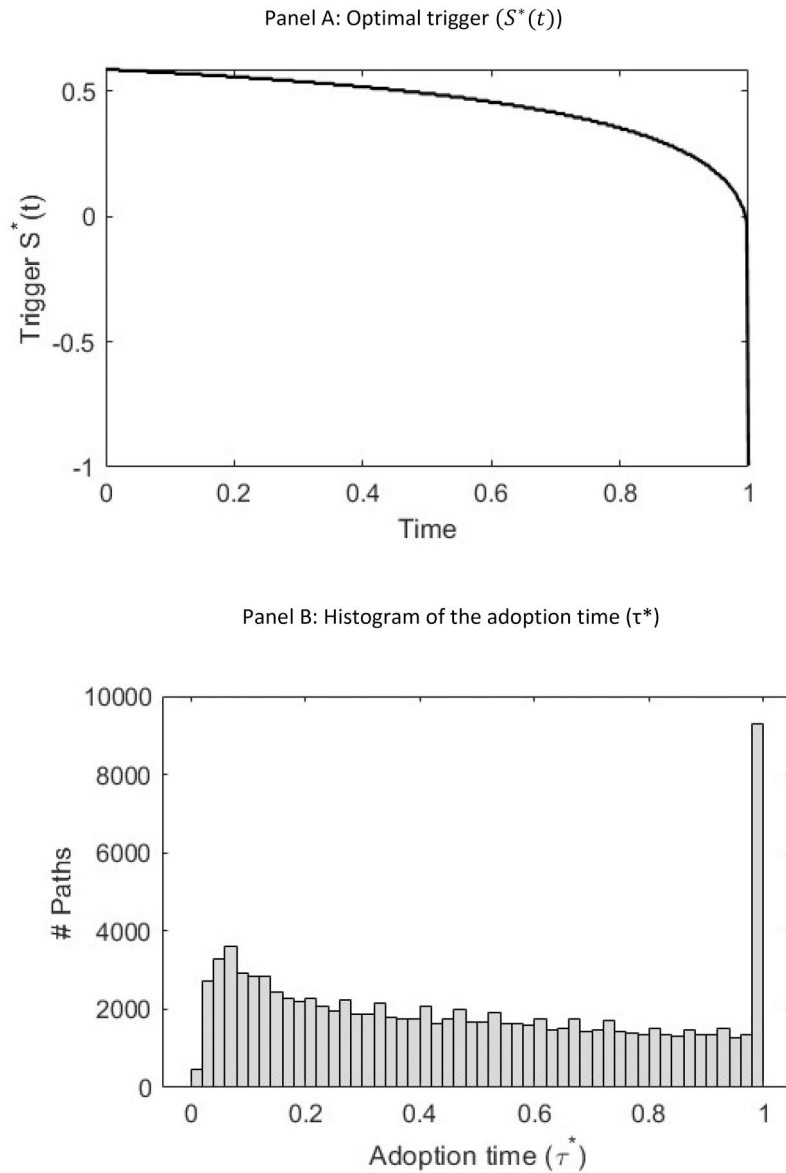 Panel A: Optimal trigger (S*(t))
0.5
0
-0.5
-1
Trigger S*(t)
0 0.2 0.4 0.6 0.8 1
Time
Panel B: Histogram of the adoption time (τ*)
10000
8000
6000
4000
2000
0
# Paths
0 0.2 0.4 0.6 0.8 1
Adoption time (τ*)